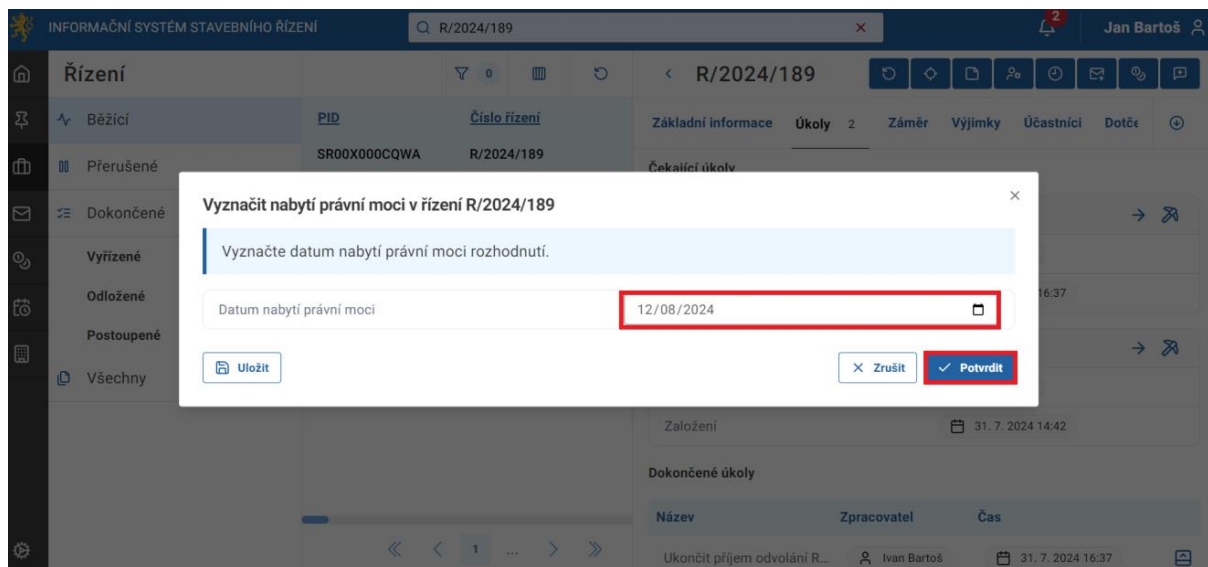 INFORMAČNÍ SYSTÉM STAVEBNÍHO ŘÍZENÍ
R/2024/189
2
Jan Bartoš
Řízení
0
R/2024/189
Běžící
Přerušené
Dokončené
Vyřízené
Odložené
Postoupené
Všechny
PID Číslo řízení
SR00X000CQWA R/2024/189
Základní informace Úkoly 2 Záměr Výjimky Účastníci Dotče
Čekající úkoly
16:37
Vyznačit nabytí právní moci v řízení R/2024/189
Vyznačte datum nabytí právní moci rozhodnutí.
Datum nabytí právní moci 12/08/2024
Uložit Zrušit Potvrdit
Založení 31. 7. 2024 14:42
Dokončené úkoly
Název Zpracovatel Čas
Ukončit příjem odvolání R... Ivan Bartoš 31. 7. 2024 16:37
1 ...